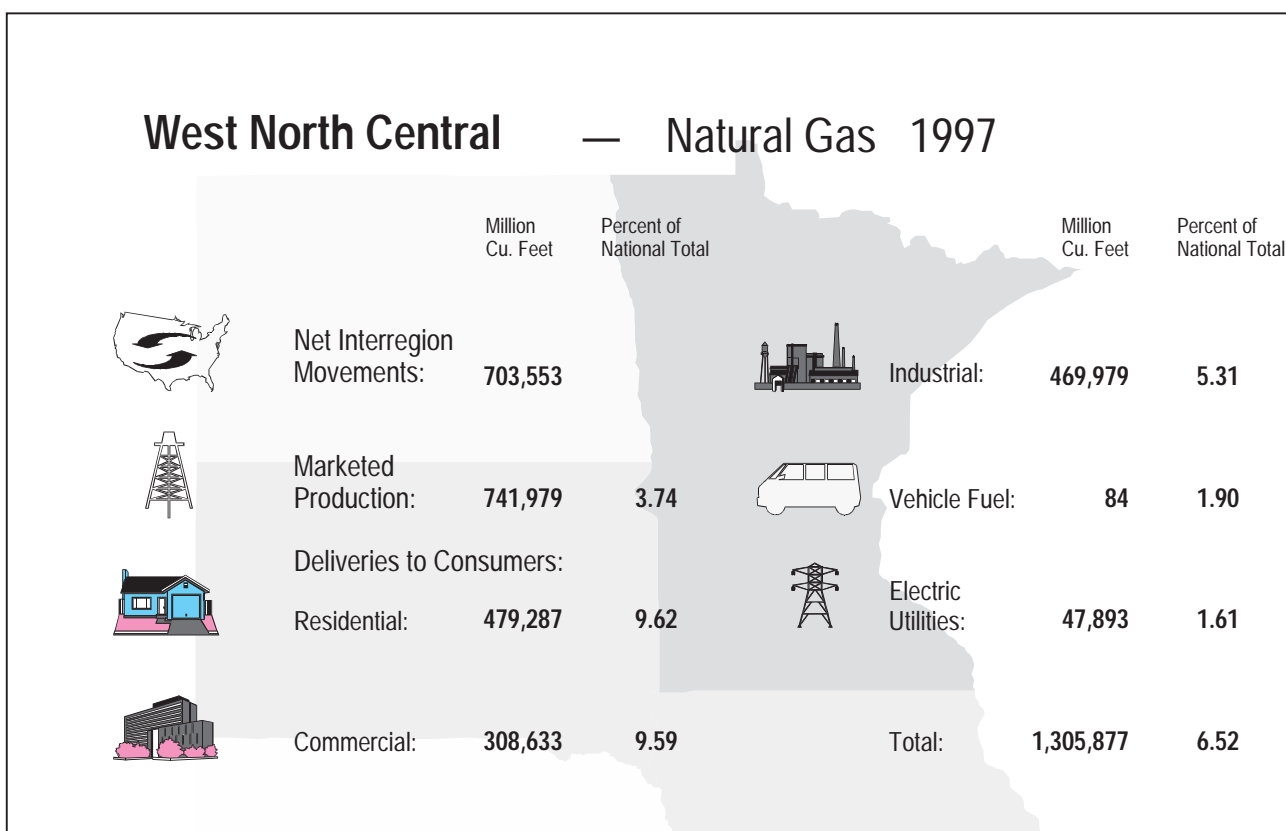 West North Central — Natural Gas 1997
Million
Cu. Feet
Percent of
National Total
Net Interregion
Movements: 703,553
Marketed
Production: 741,979 3.74
Deliveries to Consumers:
Residential: 479,287 9.62
Commercial: 308,633 9.59
Million
Cu. Feet
Percent of
National Total
Industrial: 469,979 5.31
Vehicle Fuel: 84 1.90
Electric
Utilities: 47,893 1.61
Total: 1,305,877 6.52